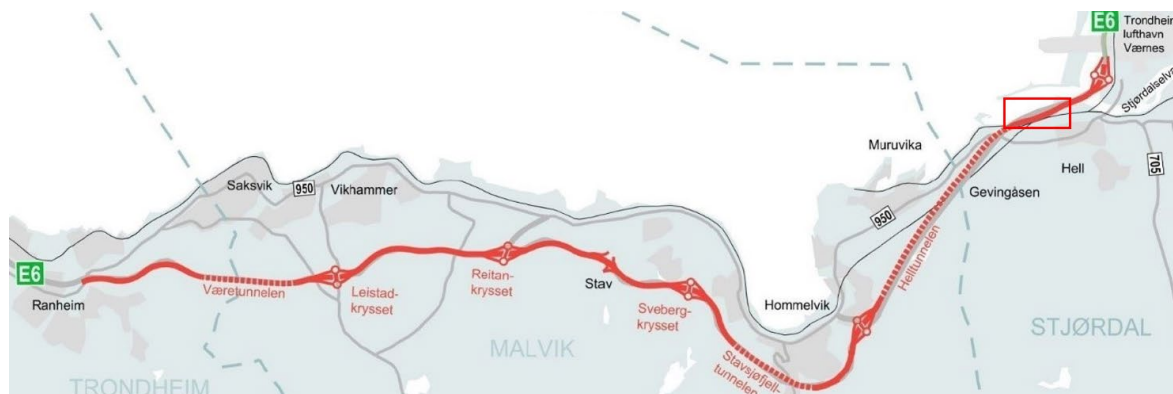 E6
Trondheim
lufthavn
Værnes
Stjørdalselva
Muruvika
705
Hell
Saksvik
950
Vikhammer
Gevingåsen
950
E6
Ranheim
Væretunnelen
Leistad-
krysset
Reitan-
krysset
Stav
Sveberg-
krysset
Hommelvik
Helltunnelen
STJØRDAL
MALVIK
Stavsjøfjell-
tunnelen
TRONDHEIM